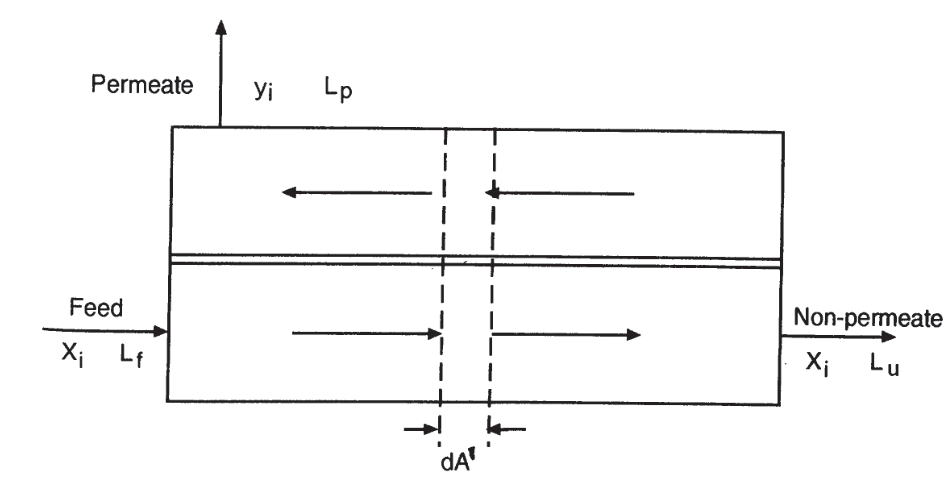 Permeate yi Lp
Feed
Xi Lf
Non-permeate
Xi Lu
dA'